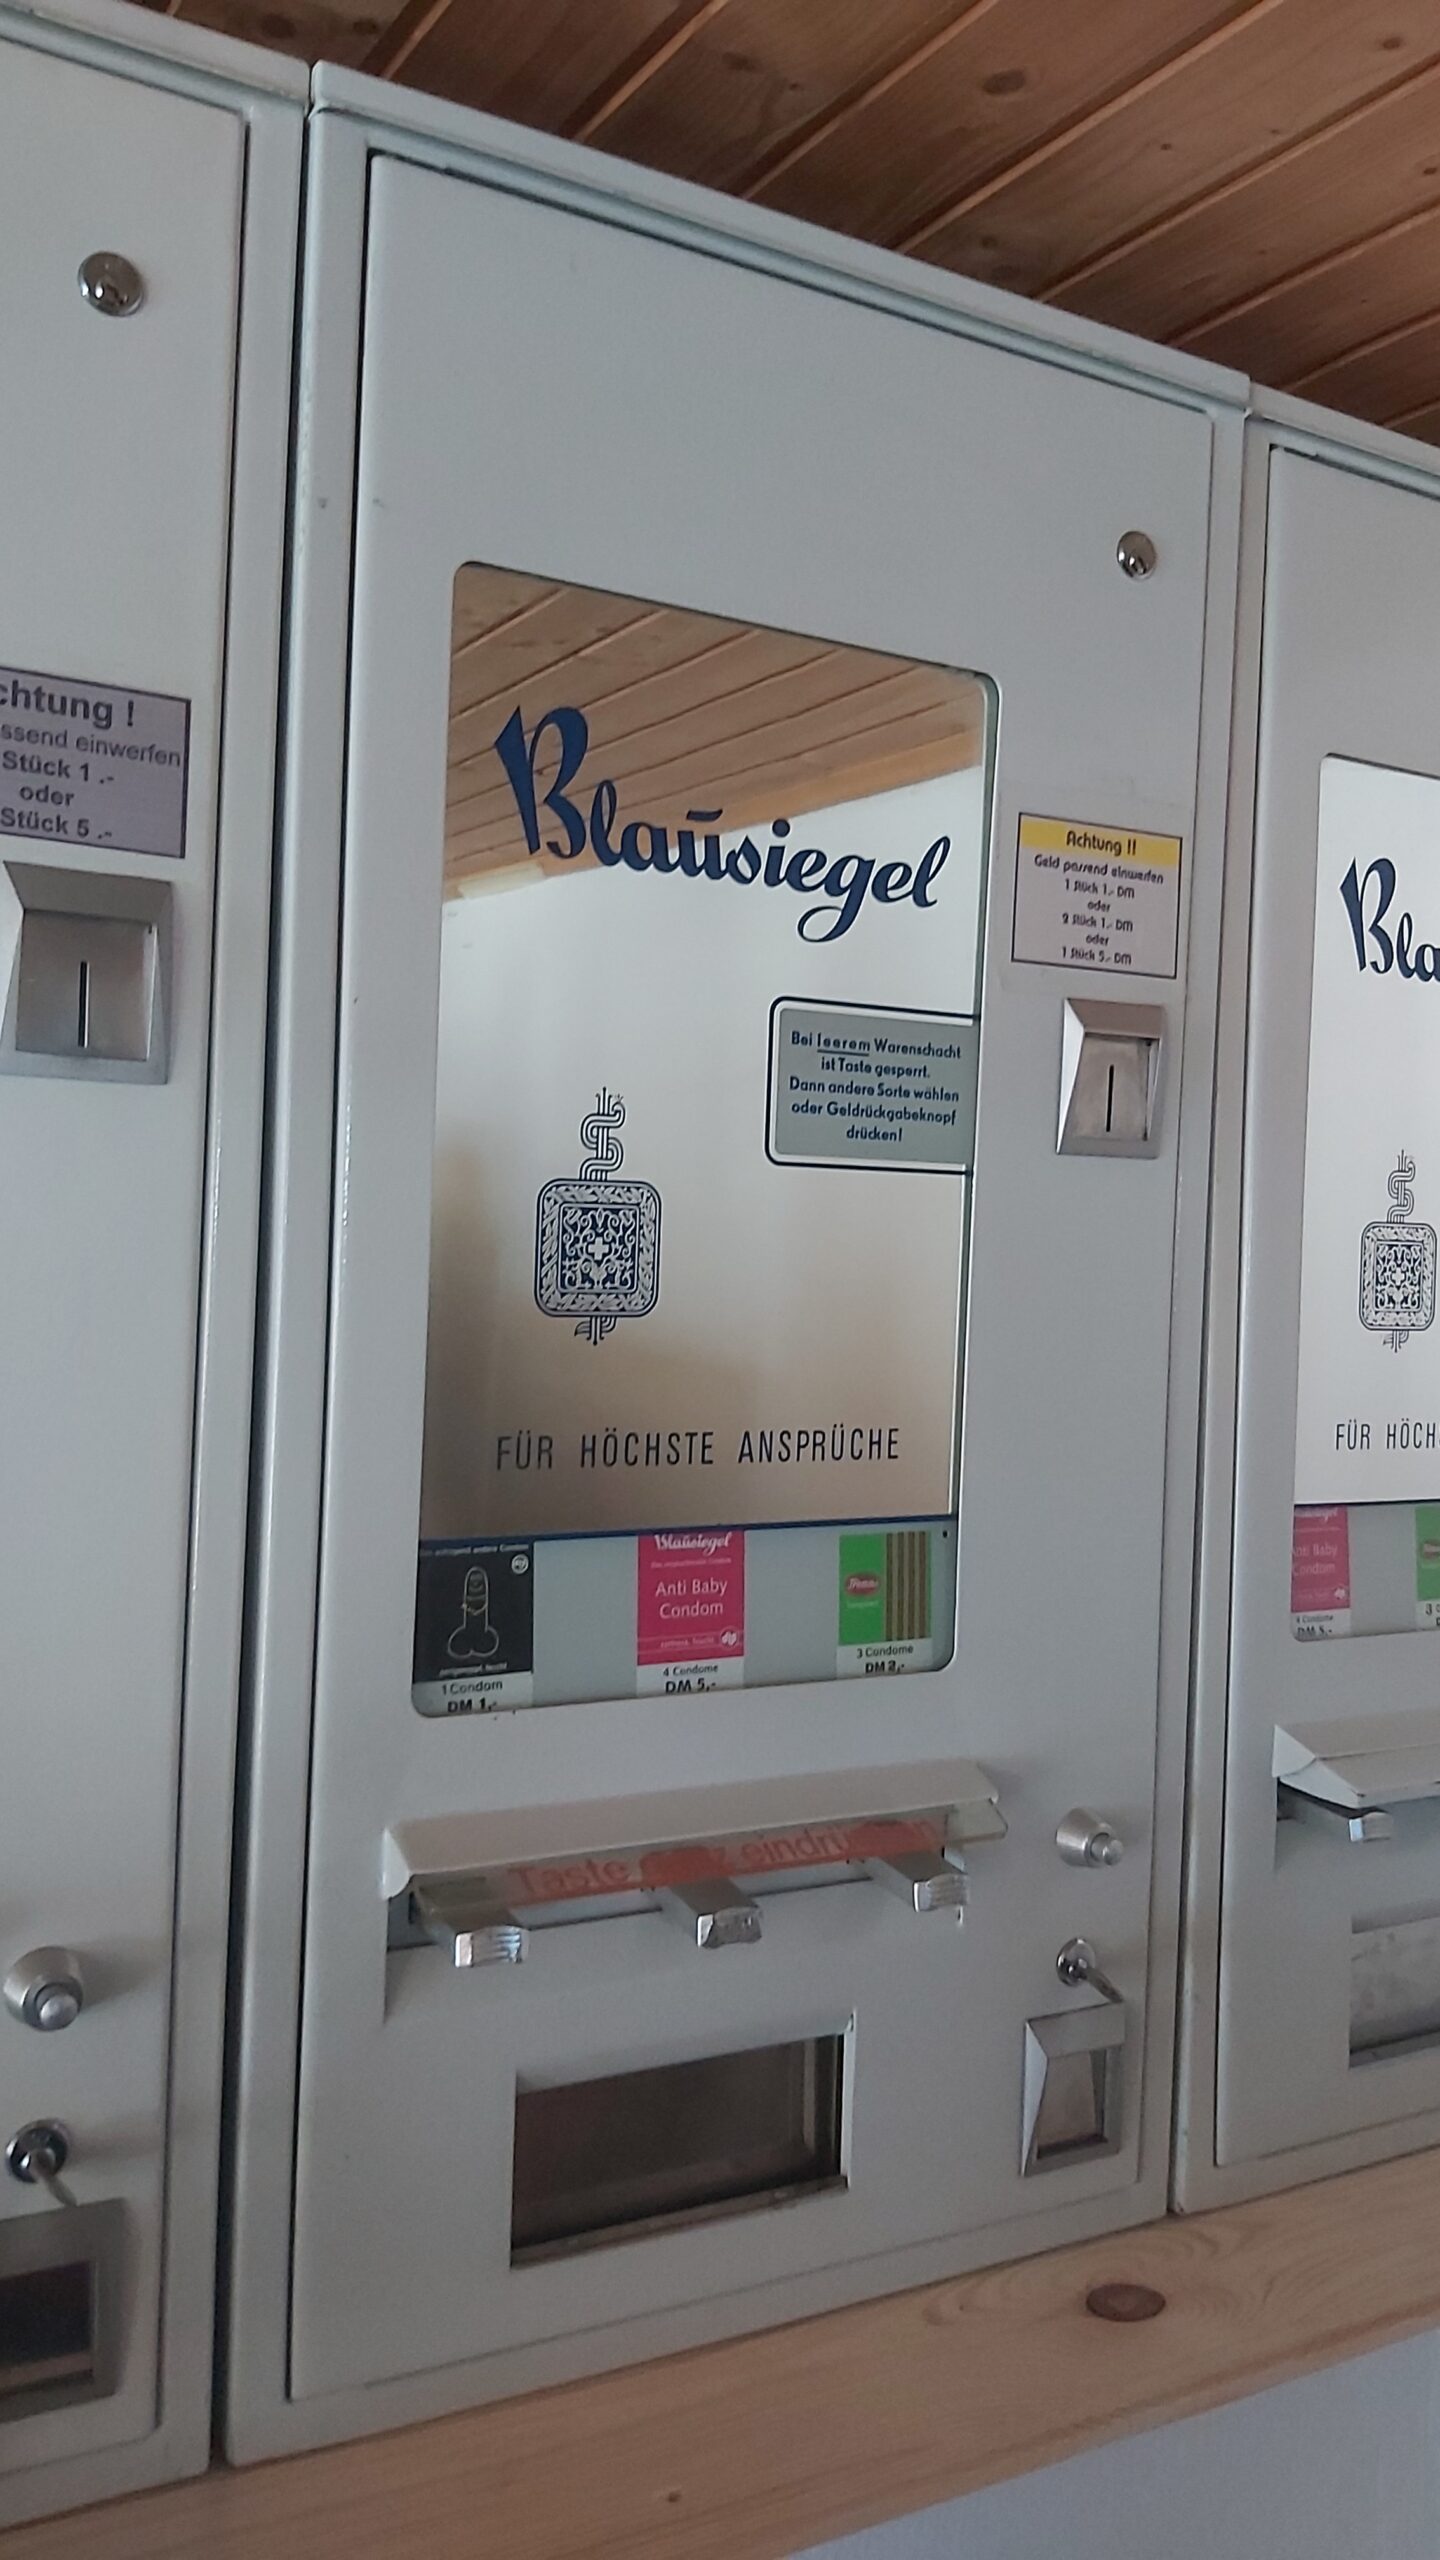 chtung !
ssend einwerfen
Stück 1.-
oder
Stück 5.-
Blausiegel
Achtung !!
Geld passend einwerfen
1 Stück 1.- DM
oder
2 Stück 1.- DM
oder
1 Stück 5.- DM
Bei leerem Warenschacht
ist Taste gesperrt.
Dann andere Sorte wählen
oder Geldrückgabeknopf
drücken!
FÜR HÖCHSTE ANSPRÜCHE
1 Condom
DM 1,-
Blausiegel
Anti Baby
Condom
4 Condome
DM 5,-
3 Condome
DM 2,-
Taste
Bla
FÜR HÖCH
Anti Baby
Condom
4 Condome
DM 5,-
3